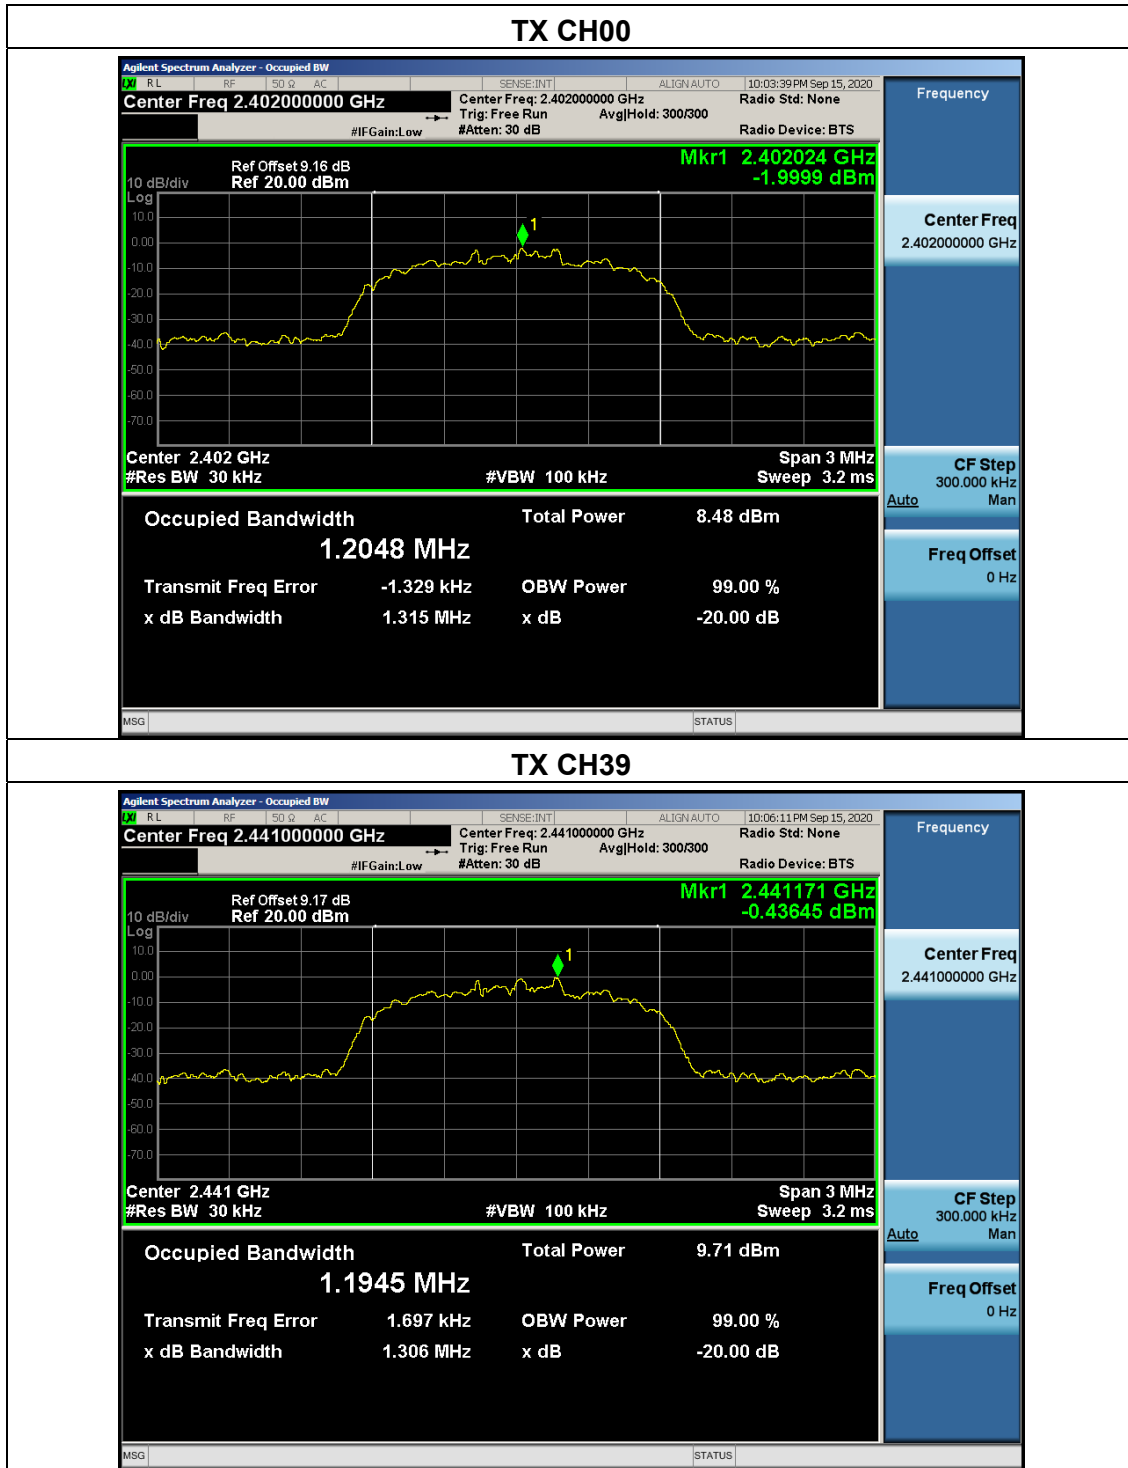 TX CH00
Agilent Spectrum Analyzer - Occupied BW
LXI RL RF 50 Ω AC SENSE:INT ALIGN AUTO 10:03:39 PM Sep 15, 2020
Center Freq 2.402000000 GHz Center Freq: 2.402000000 GHz Radio Std: None Frequency
Trig: Free Run Avg|Hold: 300/300
#IFGain:Low #Atten: 30 dB Radio Device: BTS
Mkr1 2.402024 GHz
-1.9999 dBm
Ref Offset 9.16 dB
10 dB/div Ref 20.00 dBm
Log
10.0
0.00
-10.0
-20.0
-30.0
-40.0
-50.0
-60.0
-70.0
1
Center Freq
2.402000000 GHz
Center 2.402 GHz Span 3 MHz
#Res BW 30 kHz #VBW 100 kHz Sweep 3.2 ms
CF Step
300.000 kHz
Auto Man
Occupied Bandwidth Total Power 8.48 dBm
1.2048 MHz
Freq Offset
0 Hz
Transmit Freq Error -1.329 kHz OBW Power 99.00 %
x dB Bandwidth 1.315 MHz x dB -20.00 dB
MSG STATUS
TX CH39
Agilent Spectrum Analyzer - Occupied BW
LXI RL RF 50 Ω AC SENSE:INT ALIGN AUTO 10:06:11 PM Sep 15, 2020
Center Freq 2.441000000 GHz Center Freq: 2.441000000 GHz Radio Std: None Frequency
Trig: Free Run Avg|Hold: 300/300
#IFGain:Low #Atten: 30 dB Radio Device: BTS
Mkr1 2.441171 GHz
-0.43645 dBm
Ref Offset 9.17 dB
10 dB/div Ref 20.00 dBm
Log
10.0
0.00
-10.0
-20.0
-30.0
-40.0
-50.0
-60.0
-70.0
1
Center Freq
2.441000000 GHz
Center 2.441 GHz Span 3 MHz
#Res BW 30 kHz #VBW 100 kHz Sweep 3.2 ms
CF Step
300.000 kHz
Auto Man
Occupied Bandwidth Total Power 9.71 dBm
1.1945 MHz
Freq Offset
0 Hz
Transmit Freq Error 1.697 kHz OBW Power 99.00 %
x dB Bandwidth 1.306 MHz x dB -20.00 dB
MSG STATUS